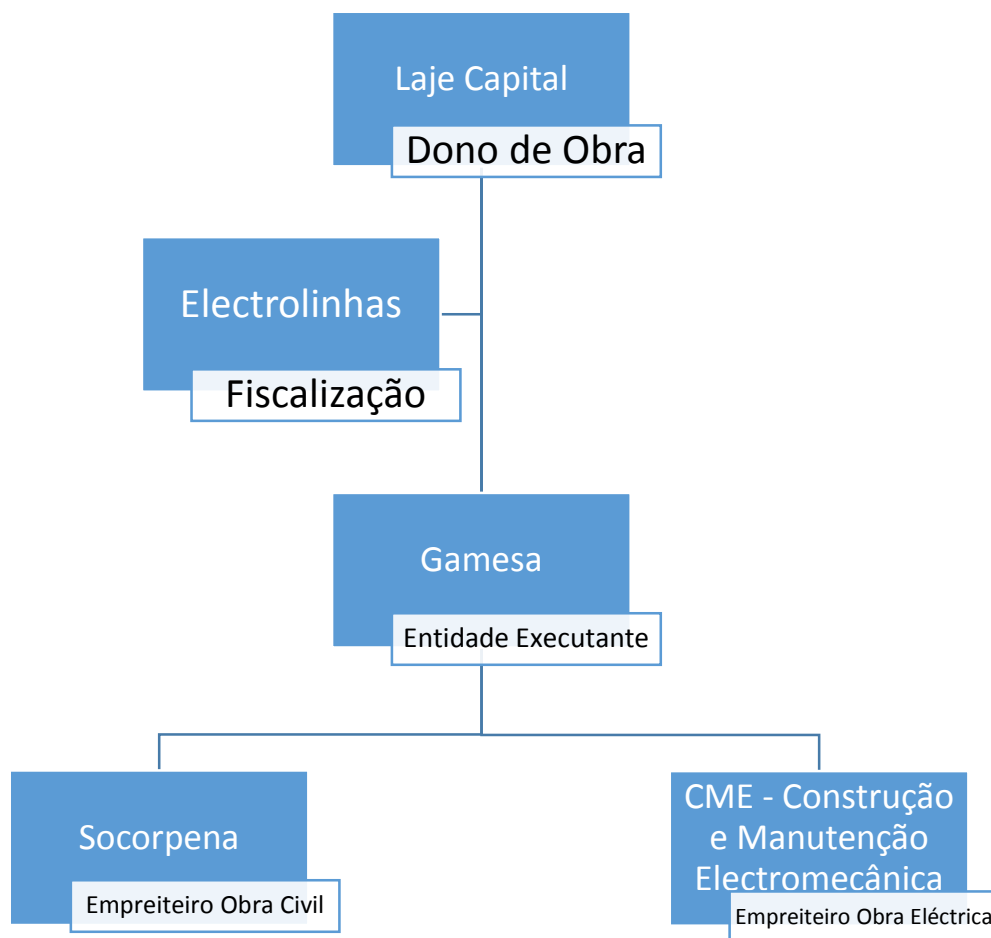 Laje Capital
Dono de Obra
Electrolinhas
Fiscalização
Gamesa
Entidade Executante
Socorpena
Empreiteiro Obra Civil
CME - Construção
e Manutenção
Electromecânica
Empreiteiro Obra Eléctrica